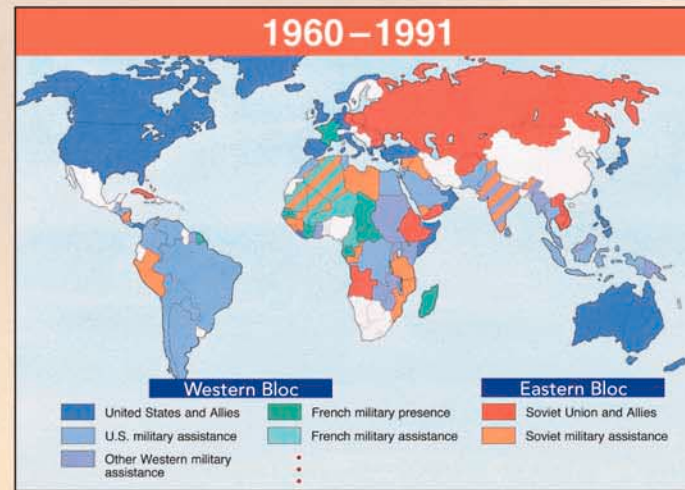 1960–1991
Western Bloc
United States and Allies
U.S. military assistance
Other Western military
assistance
French military presence
French military assistance
Eastern Bloc
Soviet Union and Allies
Soviet military assistance